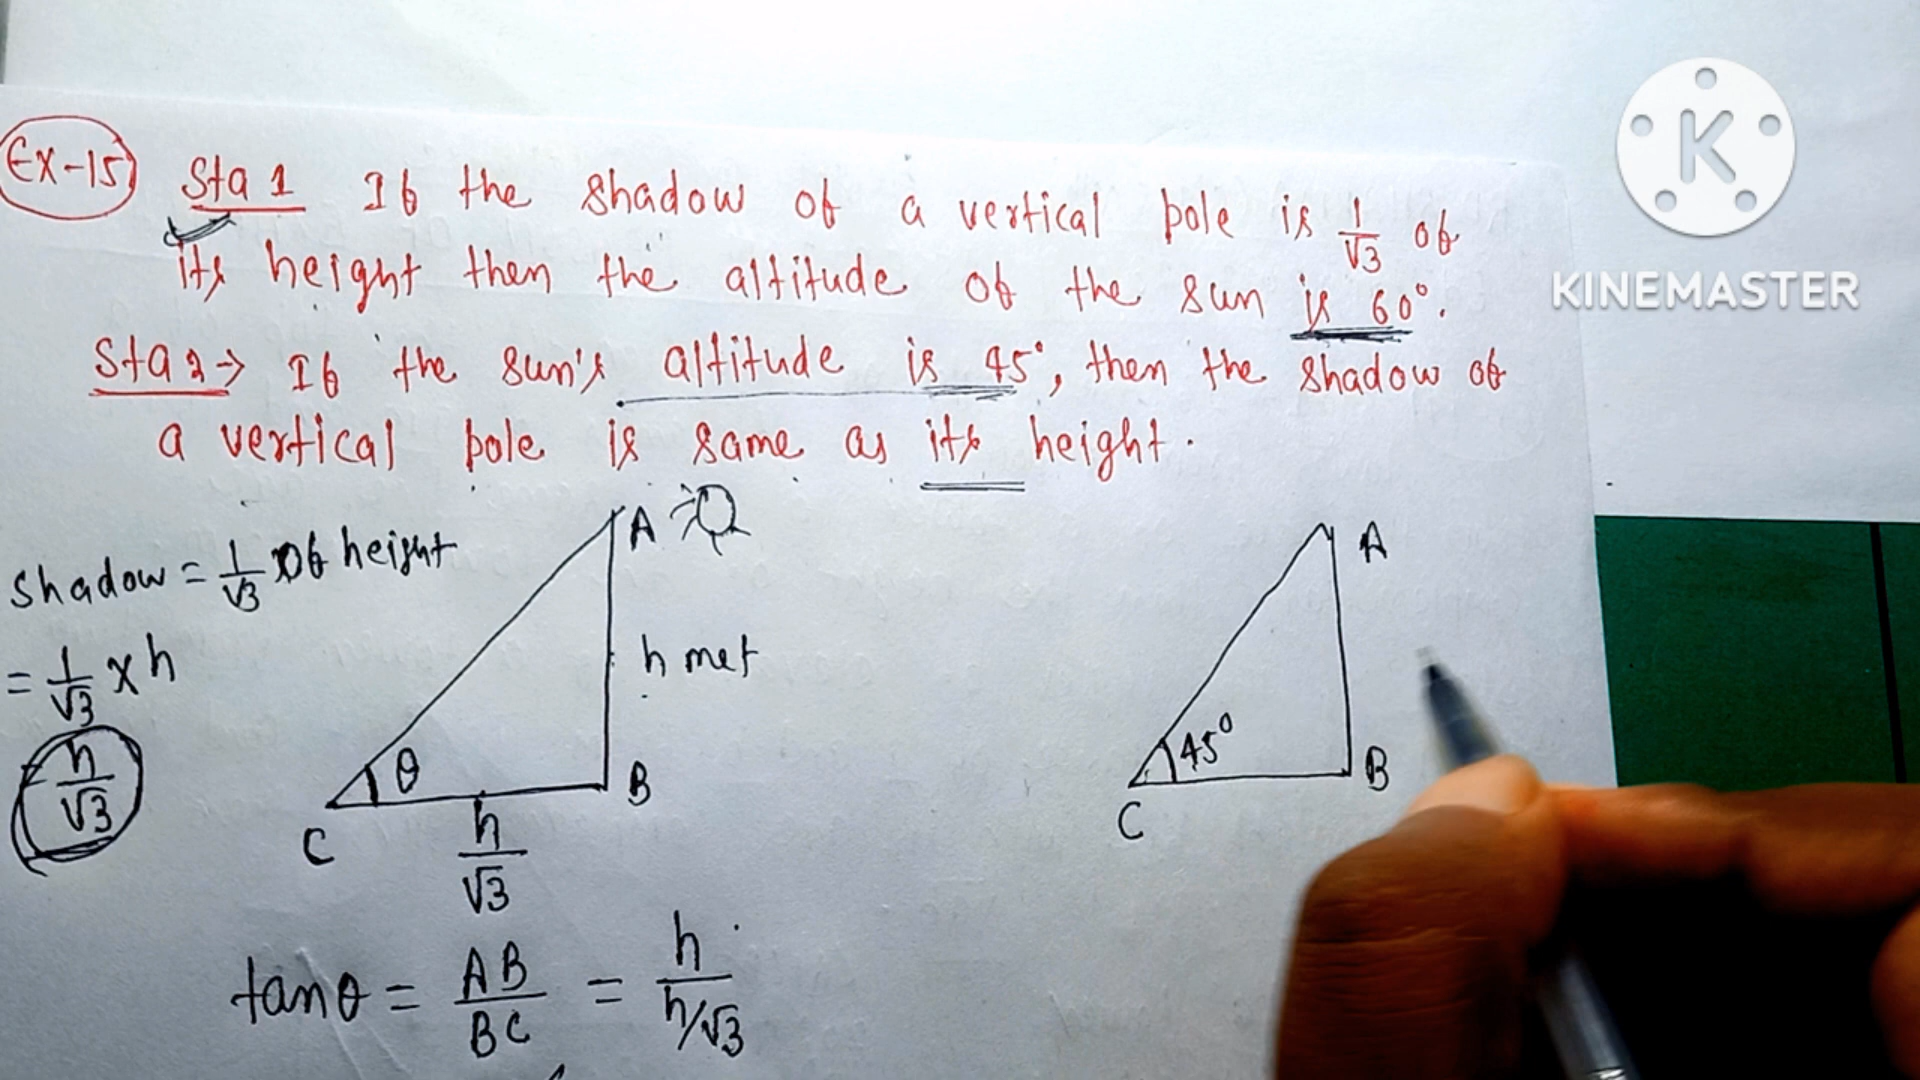 Ex-15 Sta 1 If the shadow of a vertical pole is 1/√3 of
its height then the altitude of the sun is 60°.
Sta 2→ If the sun's altitude is 45°, then the shadow of
a vertical pole is same as its height.
K
KINEMASTER
shadow = 1/√3 of height
= 1/√3 × h
= h/√3
A
h met
θ
B
C
h/√3
tanθ = AB/BC = h/h/√3
A
45°
B
C